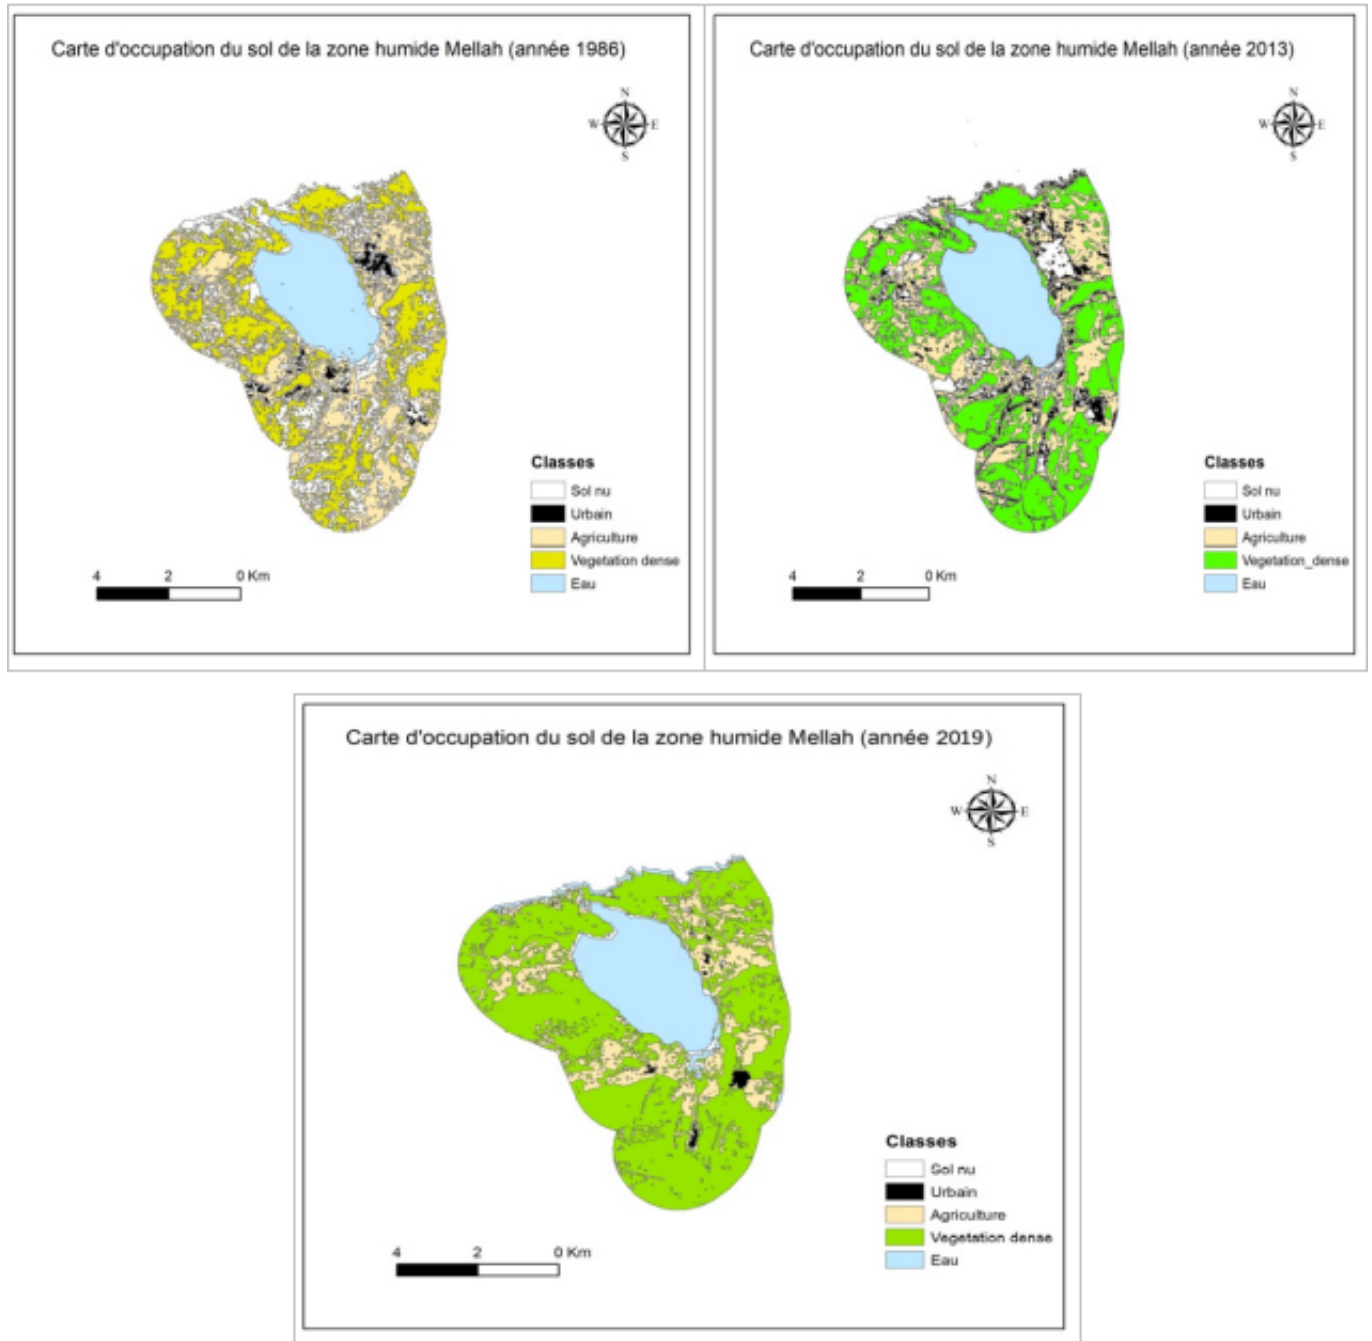 Carte d'occupation du sol de la zone humide Mellah (année 1986)
N
W E
S
Classes
Sol nu
Urbain
Agriculture
Vegetation dense
Eau
4 2 0 Km
Carte d'occupation du sol de la zone humide Mellah (année 2013)
N
W E
S
Classes
Sol nu
Urbain
Agriculture
Vegetation_dense
Eau
4 2 0 Km
Carte d'occupation du sol de la zone humide Mellah (année 2019)
N
W E
S
Classes
Sol nu
Urbain
Agriculture
Vegetation dense
Eau
4 2 0 Km